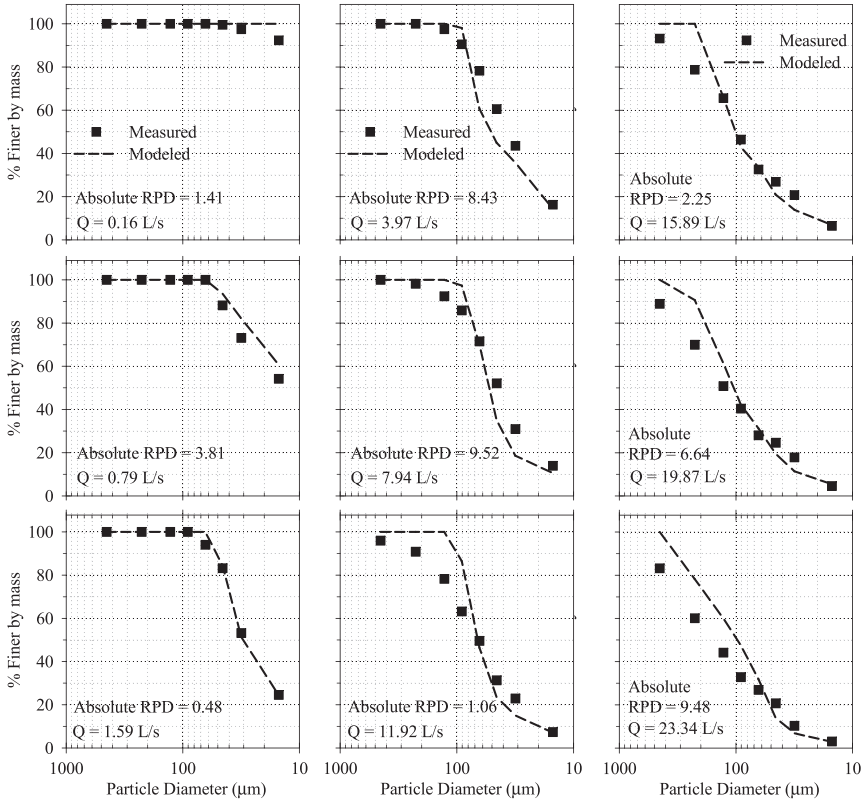 100
80
60
40
20
0
% Finer by mass
Measured
Modeled
Absolute RPD = 1.41
Q = 0.16 L/s
Measured
Modeled
Absolute RPD = 8.43
Q = 3.97 L/s
Measured
Modeled
Absolute
RPD = 2.25
Q = 15.89 L/s
100
80
60
40
20
0
% Finer by mass
Absolute RPD = 3.81
Q = 0.79 L/s
Absolute RPD = 9.52
Q = 7.94 L/s
Absolute
RPD = 6.64
Q = 19.87 L/s
100
80
60
40
20
0
% Finer by mass
Absolute RPD = 0.48
Q = 1.59 L/s
Absolute RPD = 1.06
Q = 11.92 L/s
Absolute
RPD = 9.48
Q = 23.34 L/s
1000 100 10
1000 100 10
1000 100 10
Particle Diameter (µm)
Particle Diameter (µm)
Particle Diameter (µm)